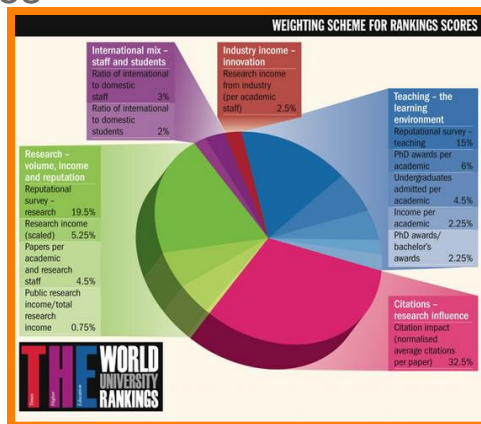 WEIGHTING SCHEME FOR RANKINGS SCORES
International mix –
staff and students
Ratio of international
to domestic
staff 3%
Ratio of international
to domestic
students 2%
Industry income –
innovation
Research income
from industry
(per academic
staff) 2.5%
Teaching – the
learning
environment
Reputational survey –
teaching 15%
PhD awards per
academic 6%
Undergraduates
admitted per
academic 4.5%
Income per
academic 2.25%
PhD awards/
bachelor's
awards 2.25%
Research –
volume, income
and reputation
Reputational
survey –
research 19.5%
Research income
(scaled) 5.25%
Papers per
academic
and research
staff 4.5%
Public research
income/total
research
income 0.75%
Citations –
research influence
Citation impact
(normalised
average citations
per paper) 32.5%
THE
Times
Higher
Education
WORLD
UNIVERSITY
RANKINGS